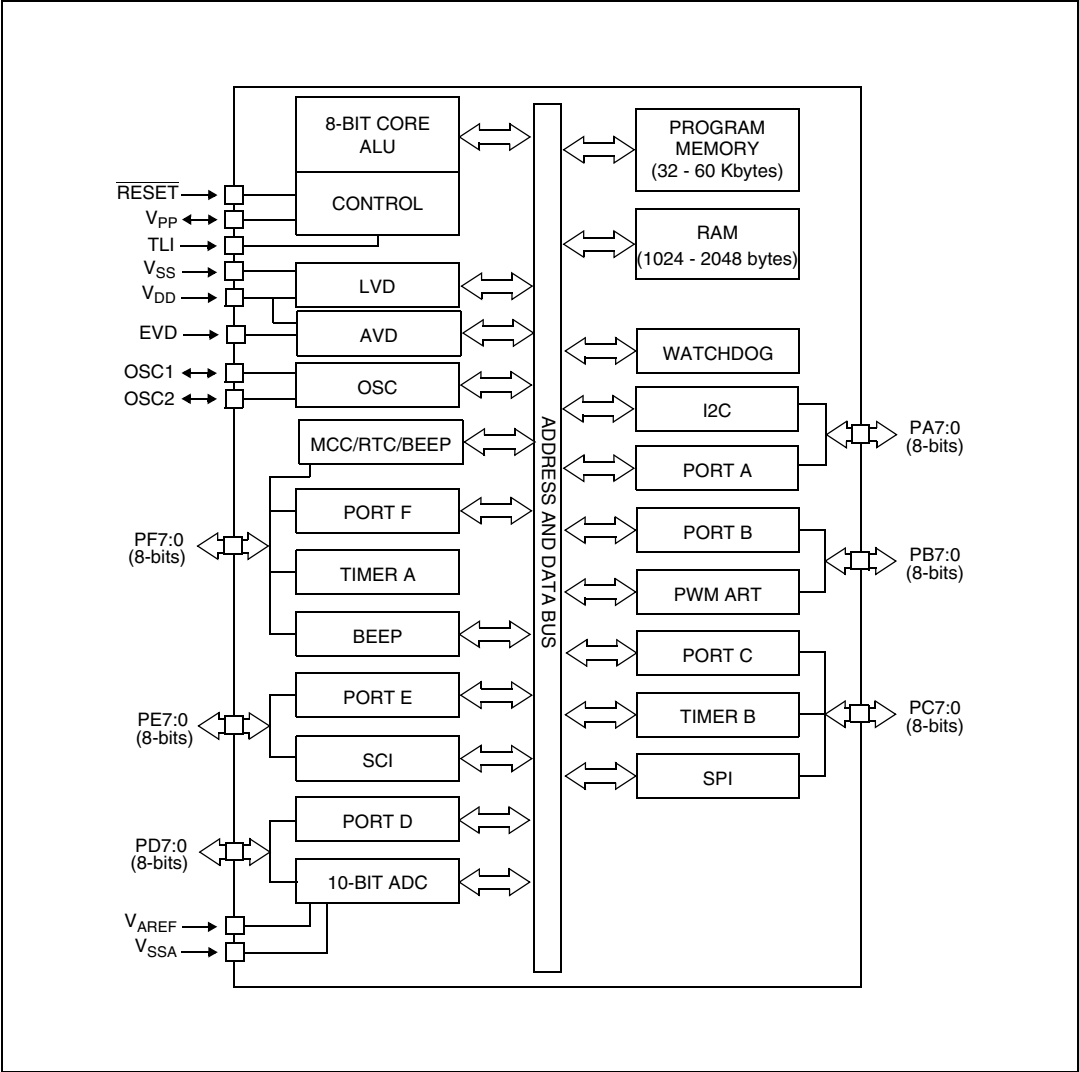 8-BIT CORE
ALU
CONTROL
RESET
VPP
TLI
VSS
VDD
EVD
OSC1
OSC2
LVD
AVD
OSC
MCC/RTC/BEEP
PORT F
TIMER A
BEEP
PF7:0
(8-bits)
PORT E
SCI
PE7:0
(8-bits)
PORT D
10-BIT ADC
PD7:0
(8-bits)
VAREF
VSSA
ADDRESS AND DATA BUS
PROGRAM
MEMORY
(32 - 60 Kbytes)
RAM
(1024 - 2048 bytes)
WATCHDOG
I2C
PORT A
PA7:0
(8-bits)
PORT B
PWM ART
PB7:0
(8-bits)
PORT C
TIMER B
SPI
PC7:0
(8-bits)